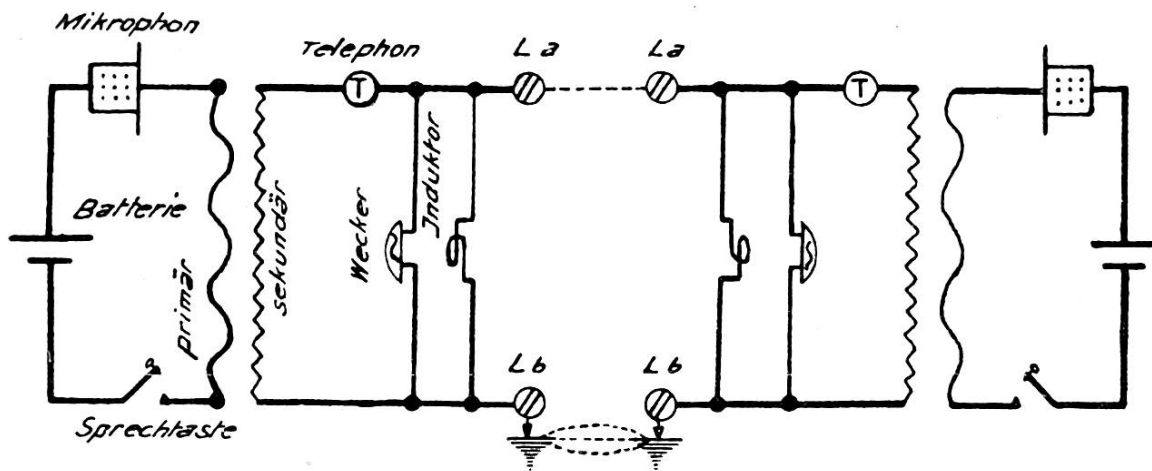 Mikrophon
Telephon
La
La
T
T
Batterie
primär
sekundär
Wecker
Induktor
Lb
Lb
Sprechtaste